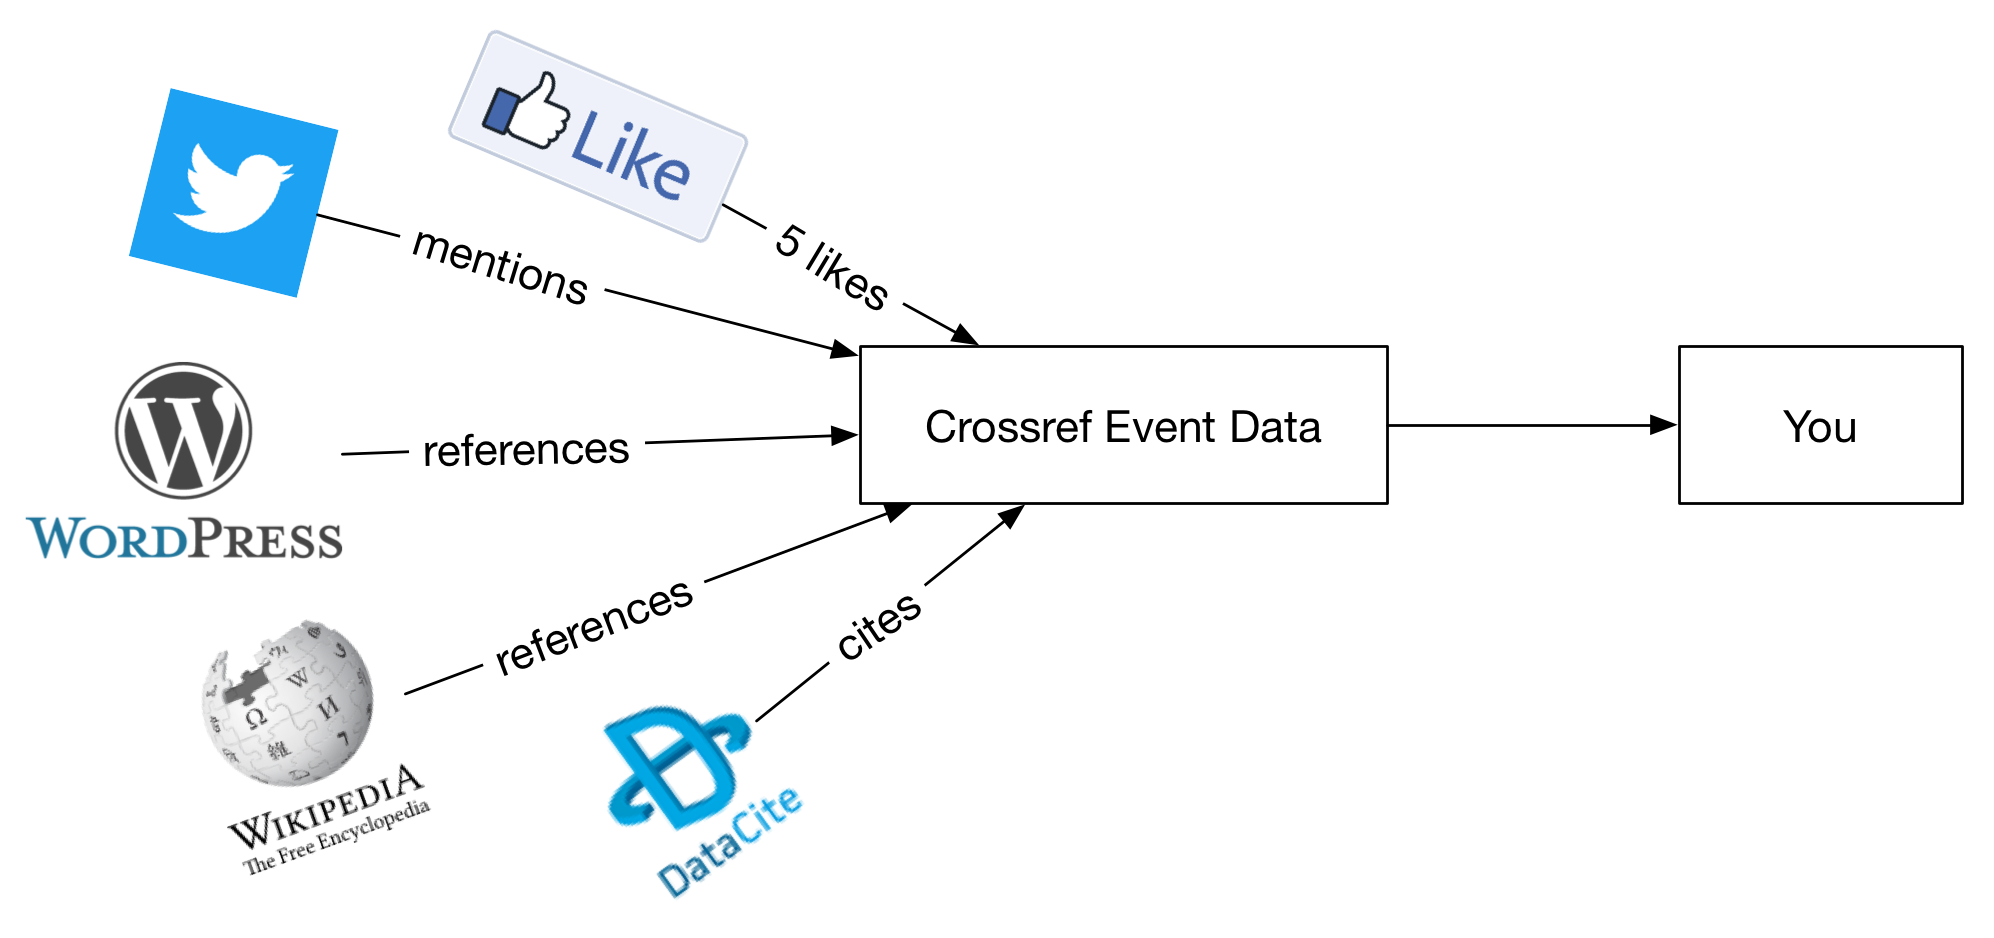 Like
5 likes
mentions
WORDPRESS
references
Crossref Event Data
You
references
WIKIPEDIA
The Free Encyclopedia
cites
DataCite